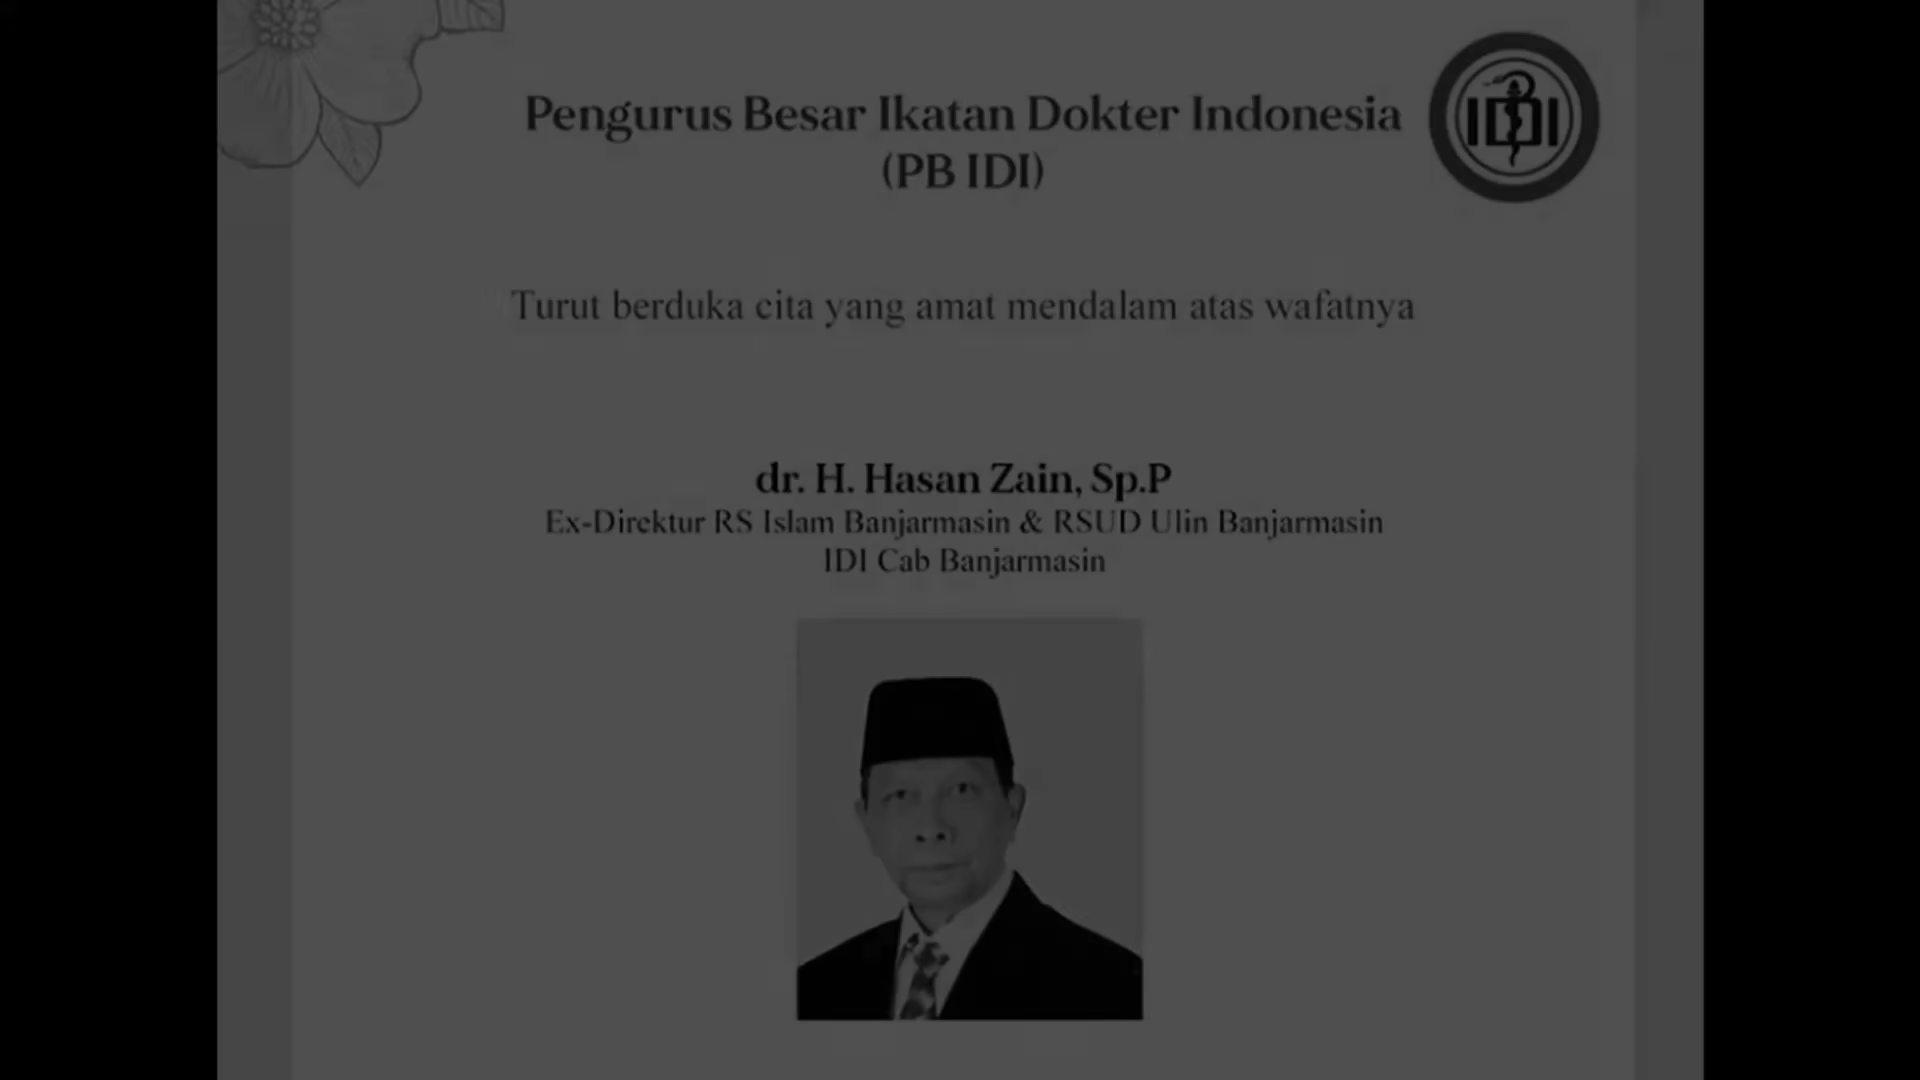 Pengurus Besar Ikatan Dokter Indonesia
(PB IDI)
IDI
Turut berduka cita yang amat mendalam atas wafatnya
dr. H. Hasan Zain, Sp.P
Ex-Direktur RS Islam Banjarmasin & RSUD Ulin Banjarmasin
IDI Cab Banjarmasin